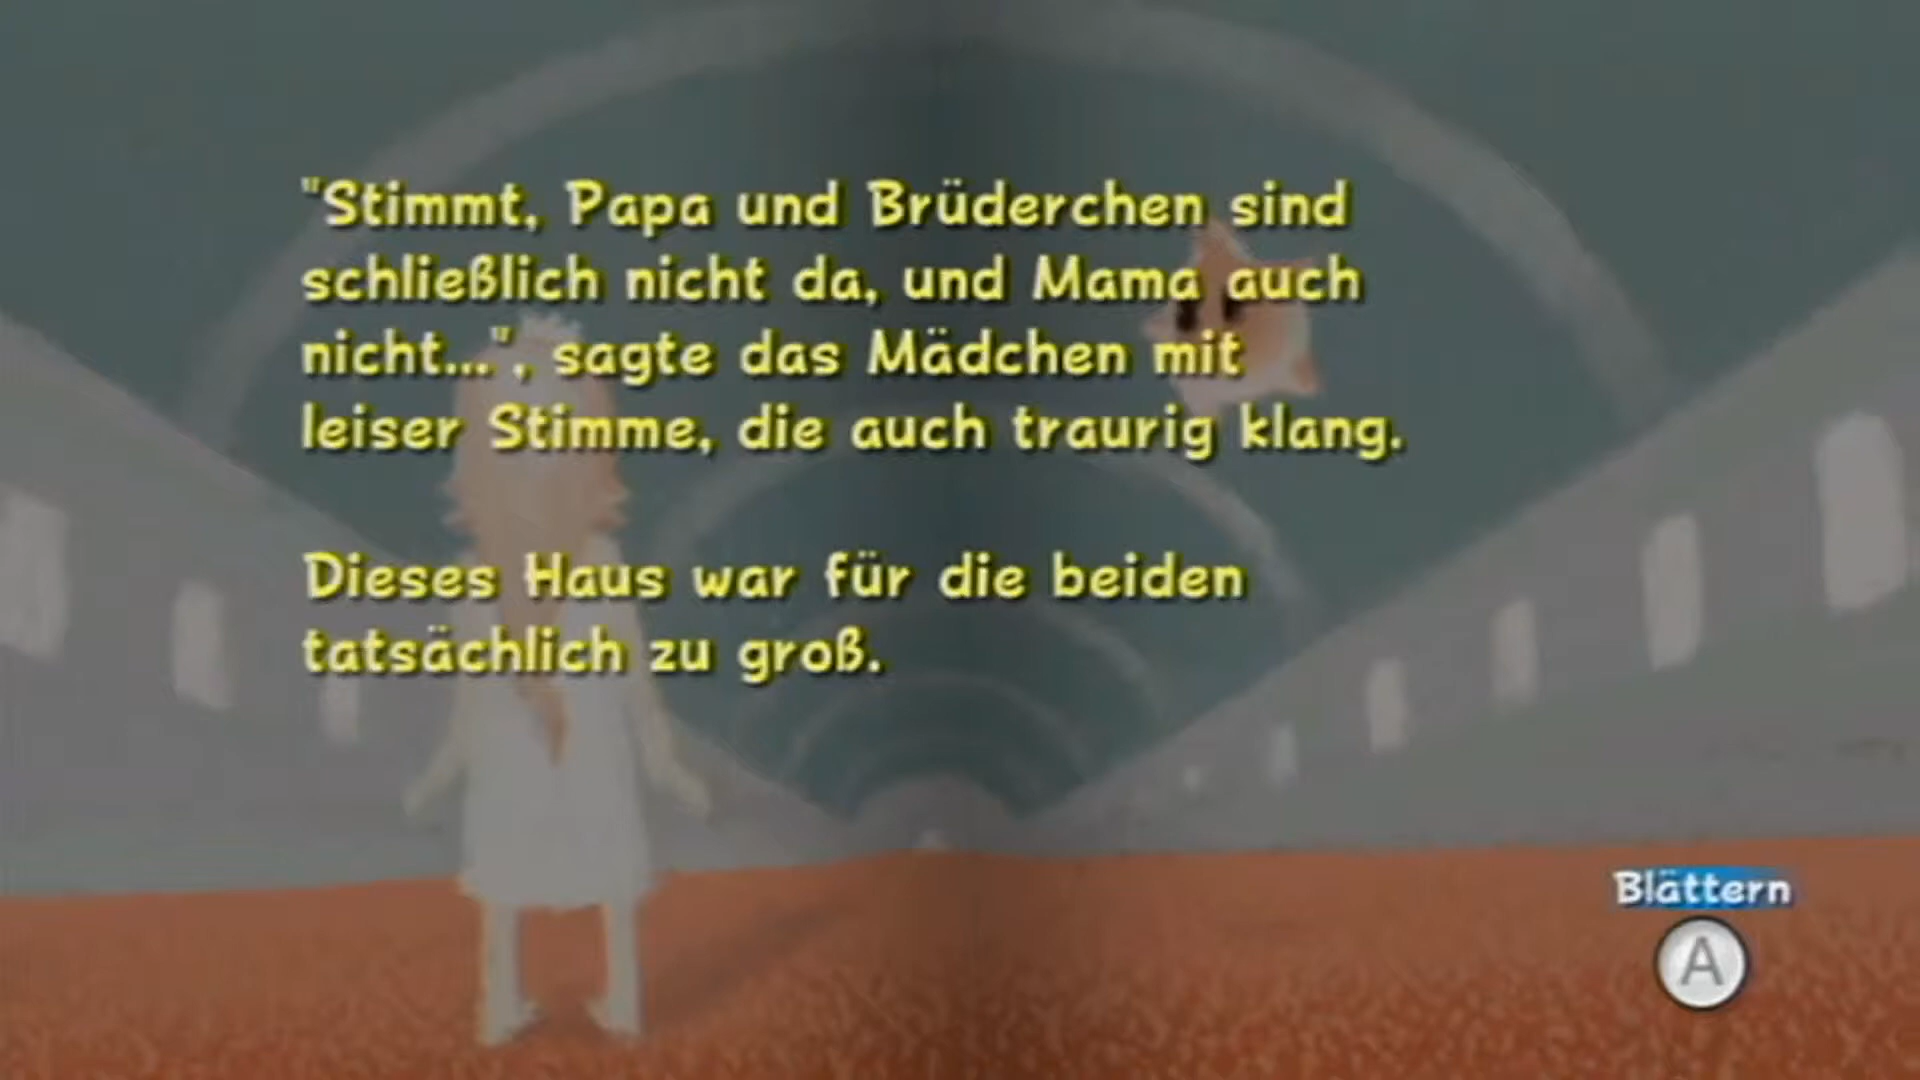 "Stimmt, Papa und Brüderchen sind
schließlich nicht da, und Mama auch
nicht...", sagte das Mädchen mit
leiser Stimme, die auch traurig klang.
Dieses Haus war für die beiden
tatsächlich zu groß.
Blättern
A